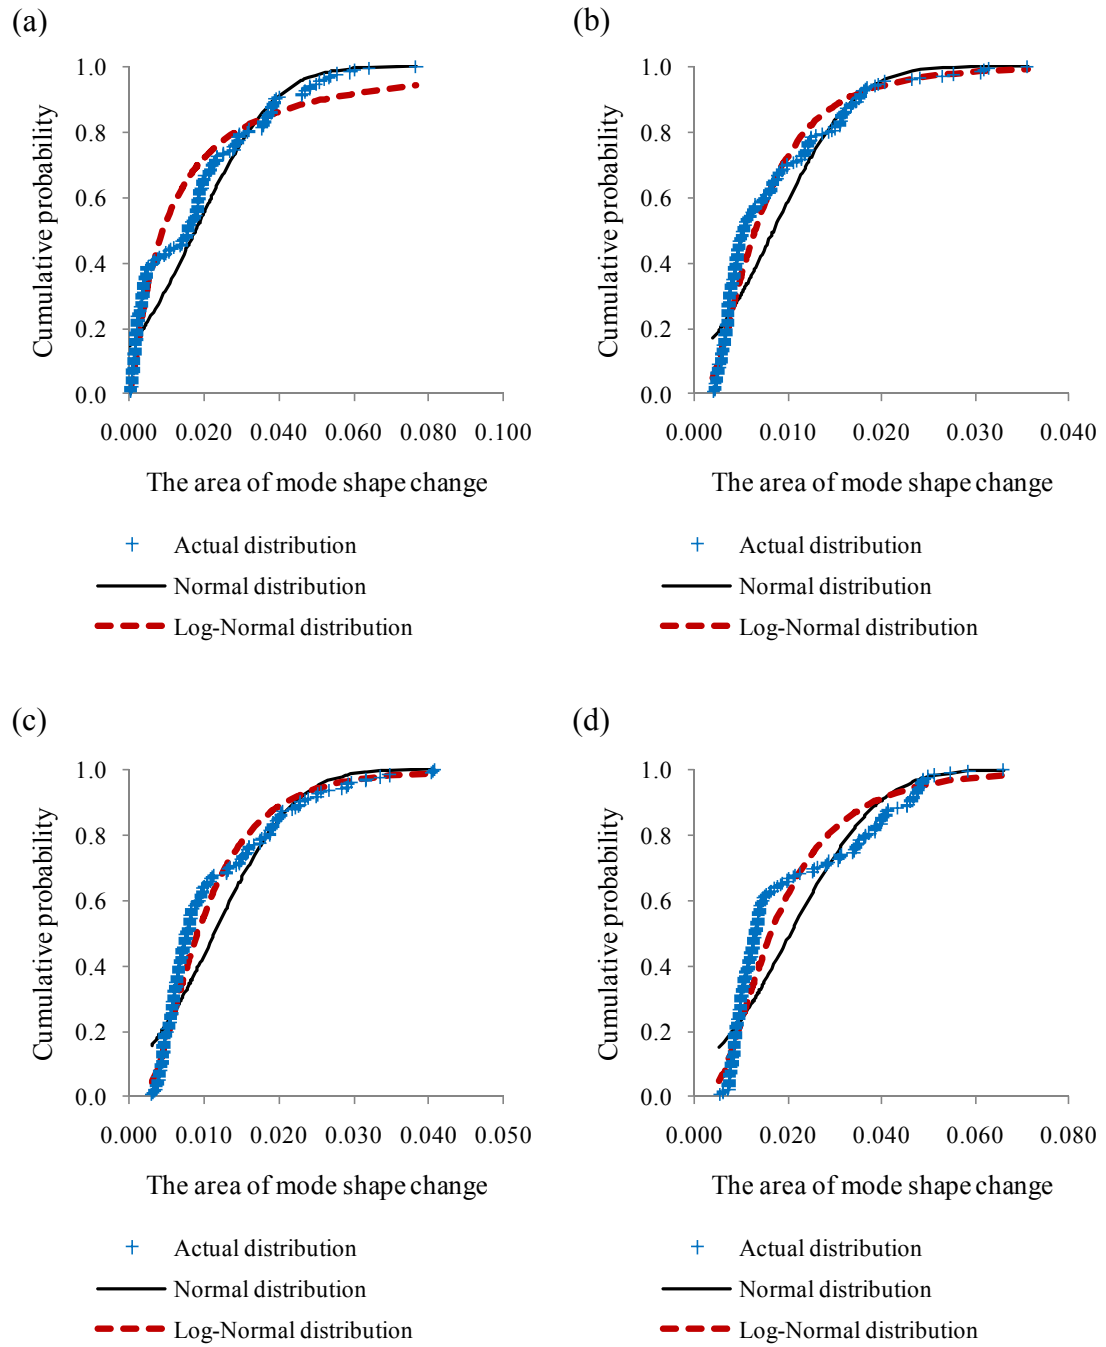 (a)
1.0
0.8
0.6
0.4
0.2
0.0
Cumulative probability
0.000 0.020 0.040 0.060 0.080 0.100
The area of mode shape change
Actual distribution
Normal distribution
Log-Normal distribution
(b)
1.0
0.8
0.6
0.4
0.2
0.0
Cumulative probability
0.000 0.010 0.020 0.030 0.040
The area of mode shape change
Actual distribution
Normal distribution
Log-Normal distribution
(c)
1.0
0.8
0.6
0.4
0.2
0.0
Cumulative probability
0.000 0.010 0.020 0.030 0.040 0.050
The area of mode shape change
Actual distribution
Normal distribution
Log-Normal distribution
(d)
1.0
0.8
0.6
0.4
0.2
0.0
Cumulative probability
0.000 0.020 0.040 0.060 0.080
The area of mode shape change
Actual distribution
Normal distribution
Log-Normal distribution